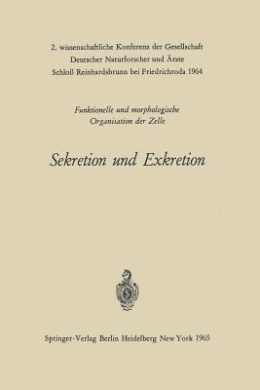 2. wissenschaftliche Konferenz der Gesellschaft
Deutscher Naturforscher und Ärzte
Schloß Reinhardsbrunn bei Friedrichroda 1964
Funktionelle und morphologische
Organisation der Zelle
Sekretion und Exkretion
Springer-Verlag Berlin Heidelberg New York 1965